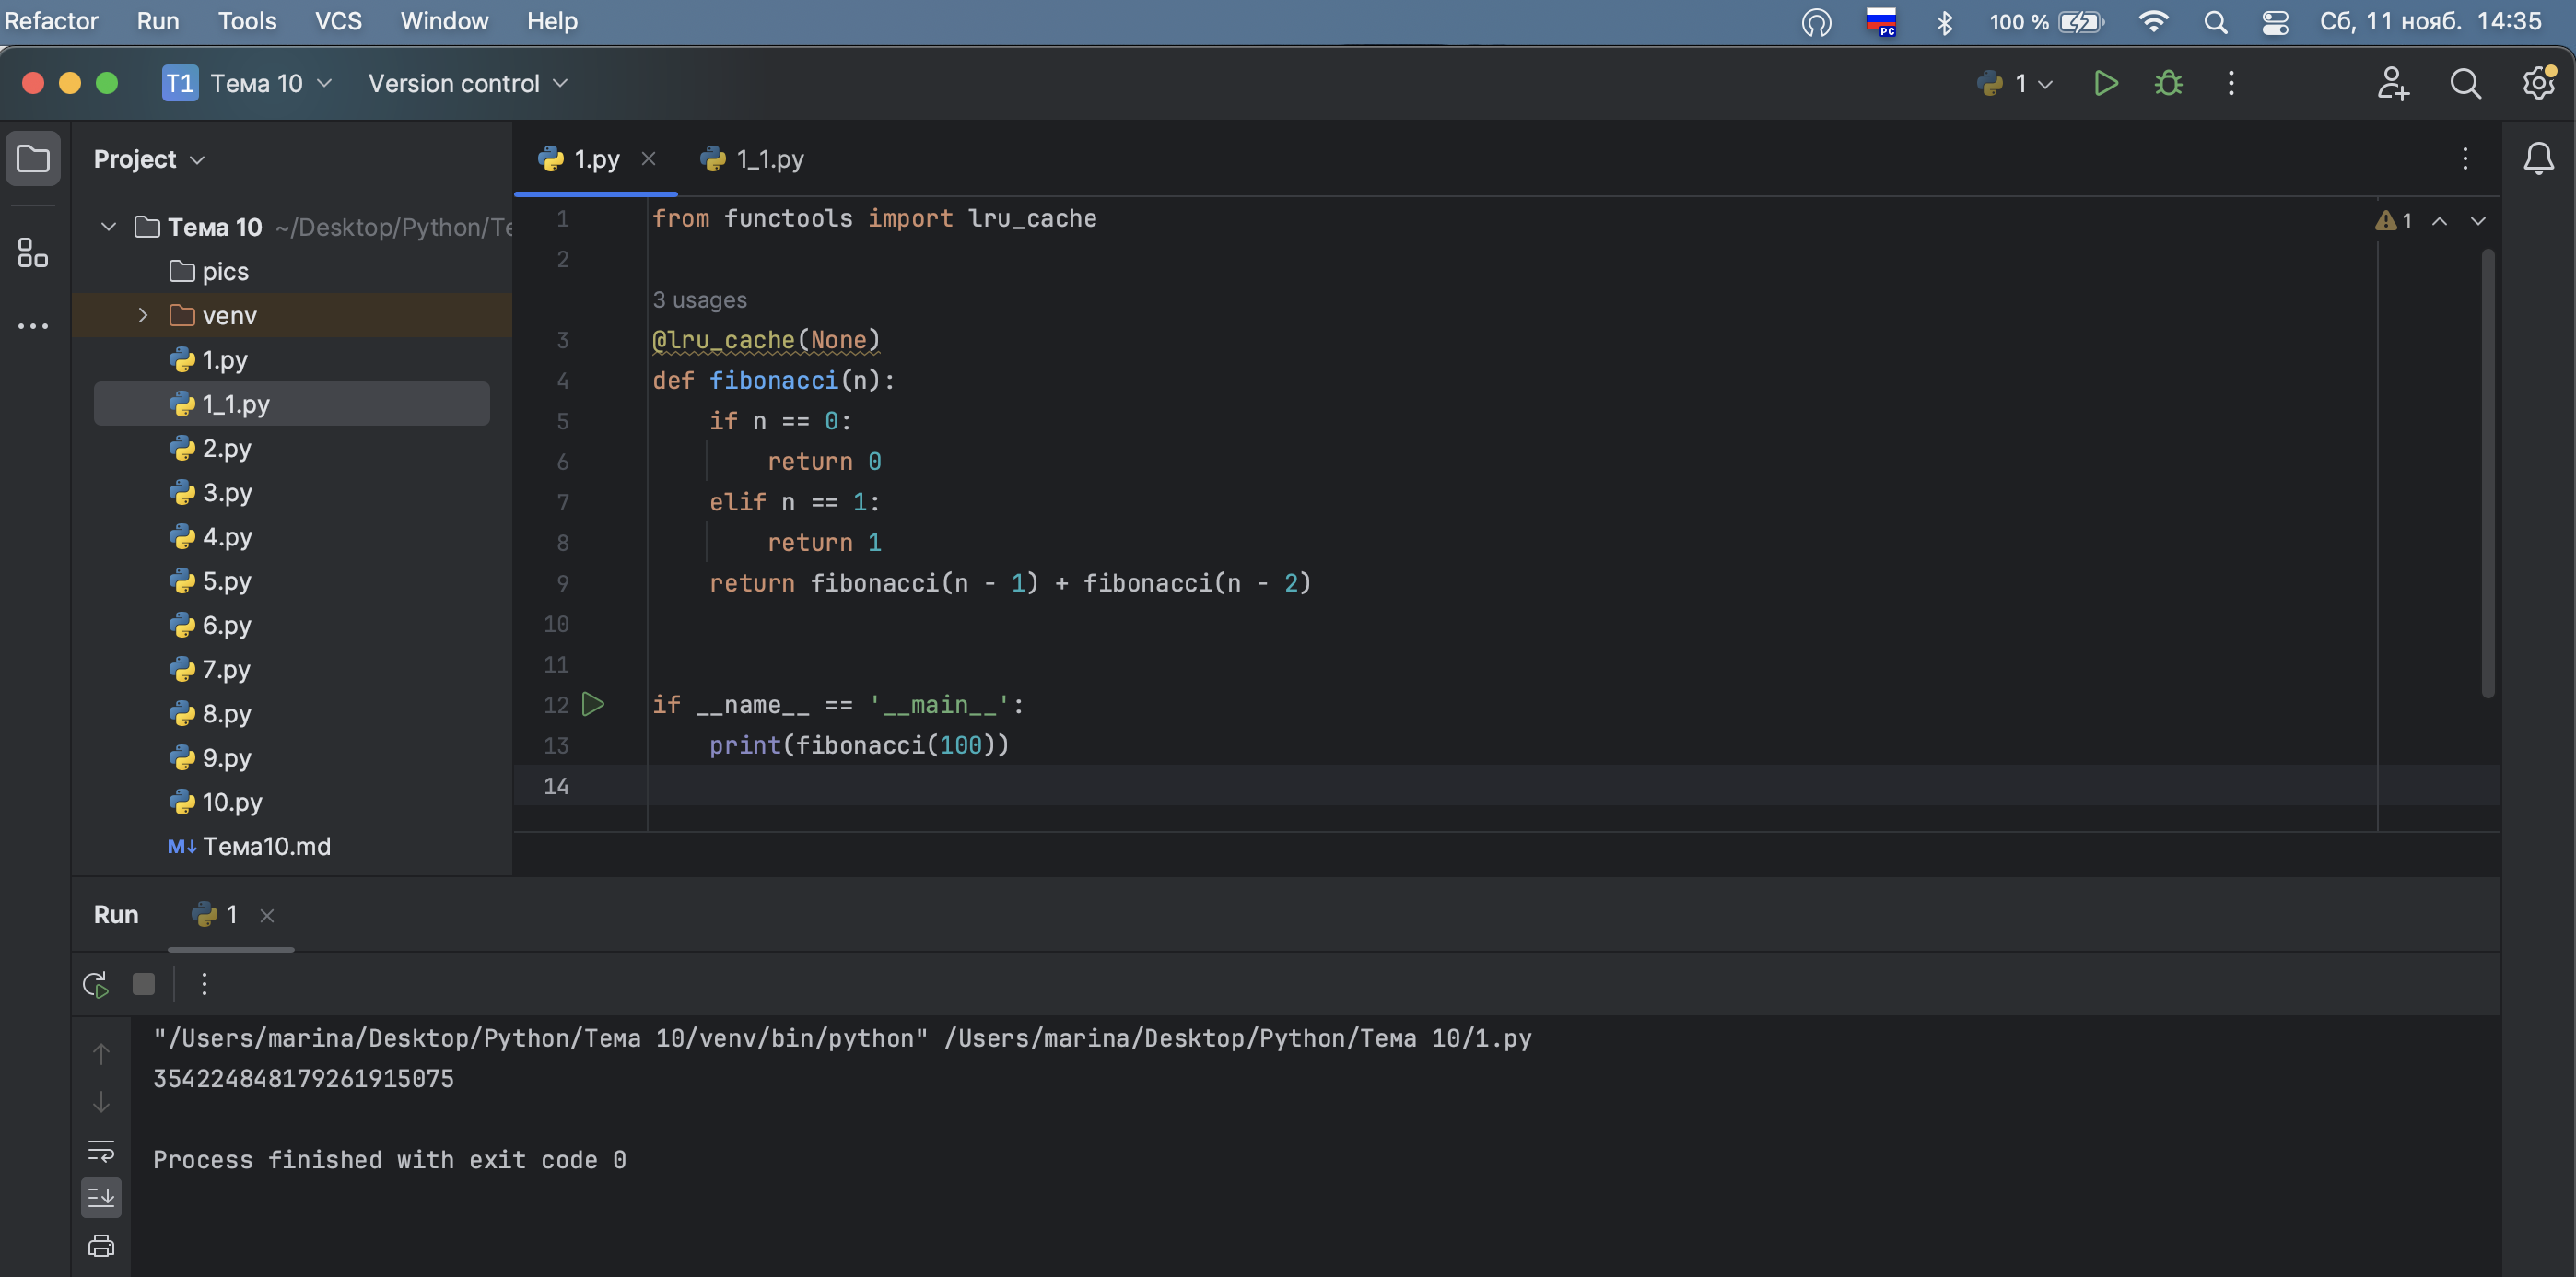 Refactor Run Tools VCS Window Help РС 100 % Сб, 11 нояб. 14:35
T1 Тема 10 Version control 1
Project
1.py 1_1.py
Тема 10 ~/Desktop/Python/Те
pics
venv
1.py
1_1.py
2.py
3.py
4.py
5.py
6.py
7.py
8.py
9.py
10.py
M↓ Тема10.md
1 from functools import lru_cache 1
2
3 usages
3 @lru_cache(None)
4 def fibonacci(n):
5 if n == 0:
6 return 0
7 elif n == 1:
8 return 1
9 return fibonacci(n - 1) + fibonacci(n - 2)
10
11
12 if __name__ == '__main__':
13 print(fibonacci(100))
14
Run 1
"/Users/marina/Desktop/Python/Тема 10/venv/bin/python" /Users/marina/Desktop/Python/Тема 10/1.py
354224848179261915075
Process finished with exit code 0